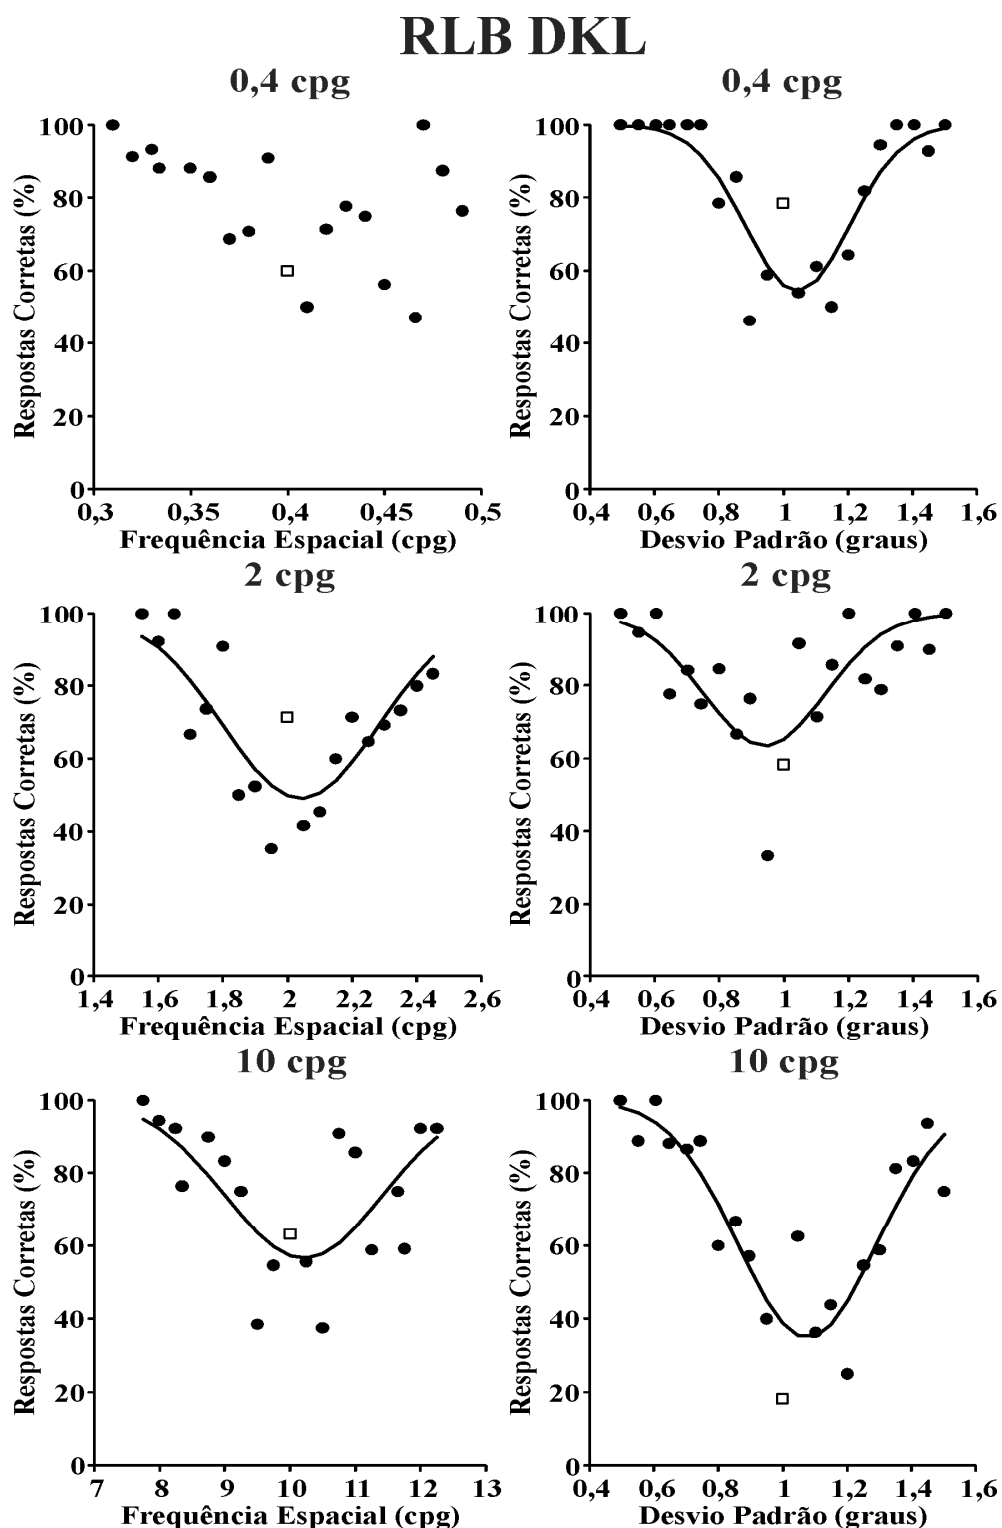 RLB DKL
0,4 cpg
0,4 cpg
Respostas Corretas (%)
100
80
60
40
20
0
0,3 0,35 0,4 0,45 0,5
Frequência Espacial (cpg)
Respostas Corretas (%)
100
80
60
40
20
0
0,4 0,6 0,8 1 1,2 1,4 1,6
Desvio Padrão (graus)
2 cpg
2 cpg
Respostas Corretas (%)
100
80
60
40
20
0
1,4 1,6 1,8 2 2,2 2,4 2,6
Frequência Espacial (cpg)
Respostas Corretas (%)
100
80
60
40
20
0
0,4 0,6 0,8 1 1,2 1,4 1,6
Desvio Padrão (graus)
10 cpg
10 cpg
Respostas Corretas (%)
100
80
60
40
20
0
7 8 9 10 11 12 13
Frequência Espacial (cpg)
Respostas Corretas (%)
100
80
60
40
20
0
0,4 0,6 0,8 1 1,2 1,4 1,6
Desvio Padrão (graus)